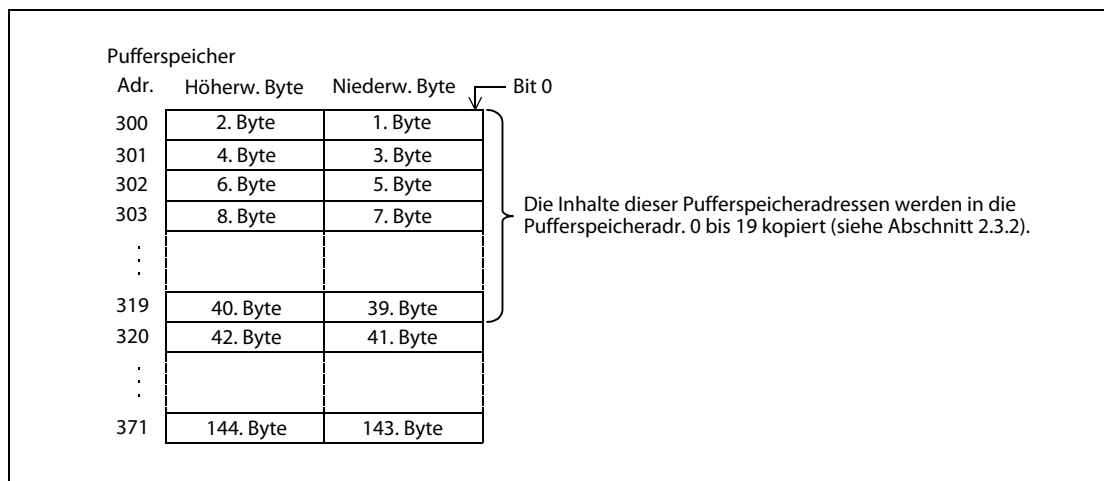 Pufferspeicher
Adr. Höherw. Byte Niederw. Byte Bit 0
300 2. Byte 1. Byte
301 4. Byte 3. Byte
302 6. Byte 5. Byte
303 8. Byte 7. Byte
Die Inhalte dieser Pufferspeicheradressen werden in die
Pufferspeicheradr. 0 bis 19 kopiert (siehe Abschnitt 2.3.2).
319 40. Byte 39. Byte
320 42. Byte 41. Byte
371 144. Byte 143. Byte